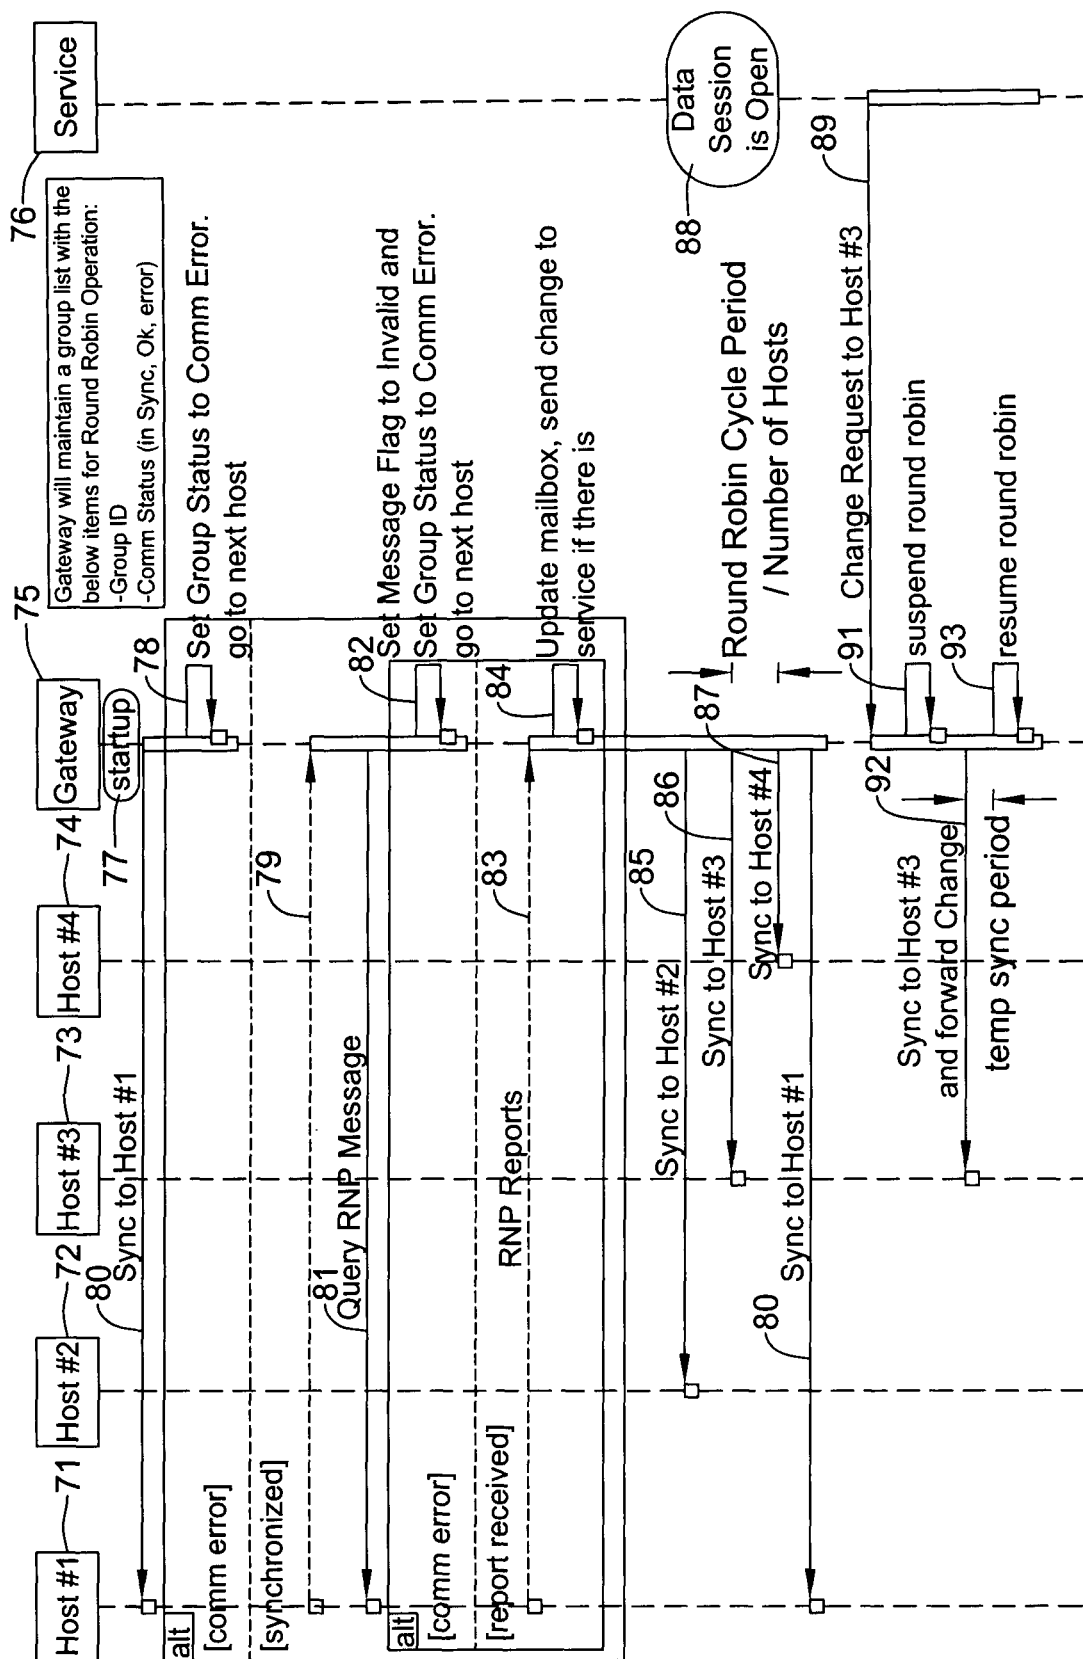 71
72
73
74
75
76
Host #1
Host #2
Host #3
Host #4
Gateway
Service
77
startup
Gateway will maintain a group list with the
below items for Round Robin Operation:
-Group ID
-Comm Status (in Sync, Ok, error)
80
Sync to Host #1
alt
[comm error]
78
Set Group Status to Comm Error.
go to next host
[synchronized]
79
81
Query RNP Message
alt
[comm error]
82
Set Message Flag to Invalid and
Set Group Status to Comm Error.
go to next host
[report received]
83
RNP Reports
84
Update mailbox, send change to
service if there is
85
Sync to Host #2
86
Sync to Host #3
87
Sync to Host #4
Round Robin Cycle Period
/ Number of Hosts
88
Data
Session
is Open
80
Sync to Host #1
89
Change Request to Host #3
91
suspend round robin
92
Sync to Host #3
and forward Change
temp sync period
93
resume round robin